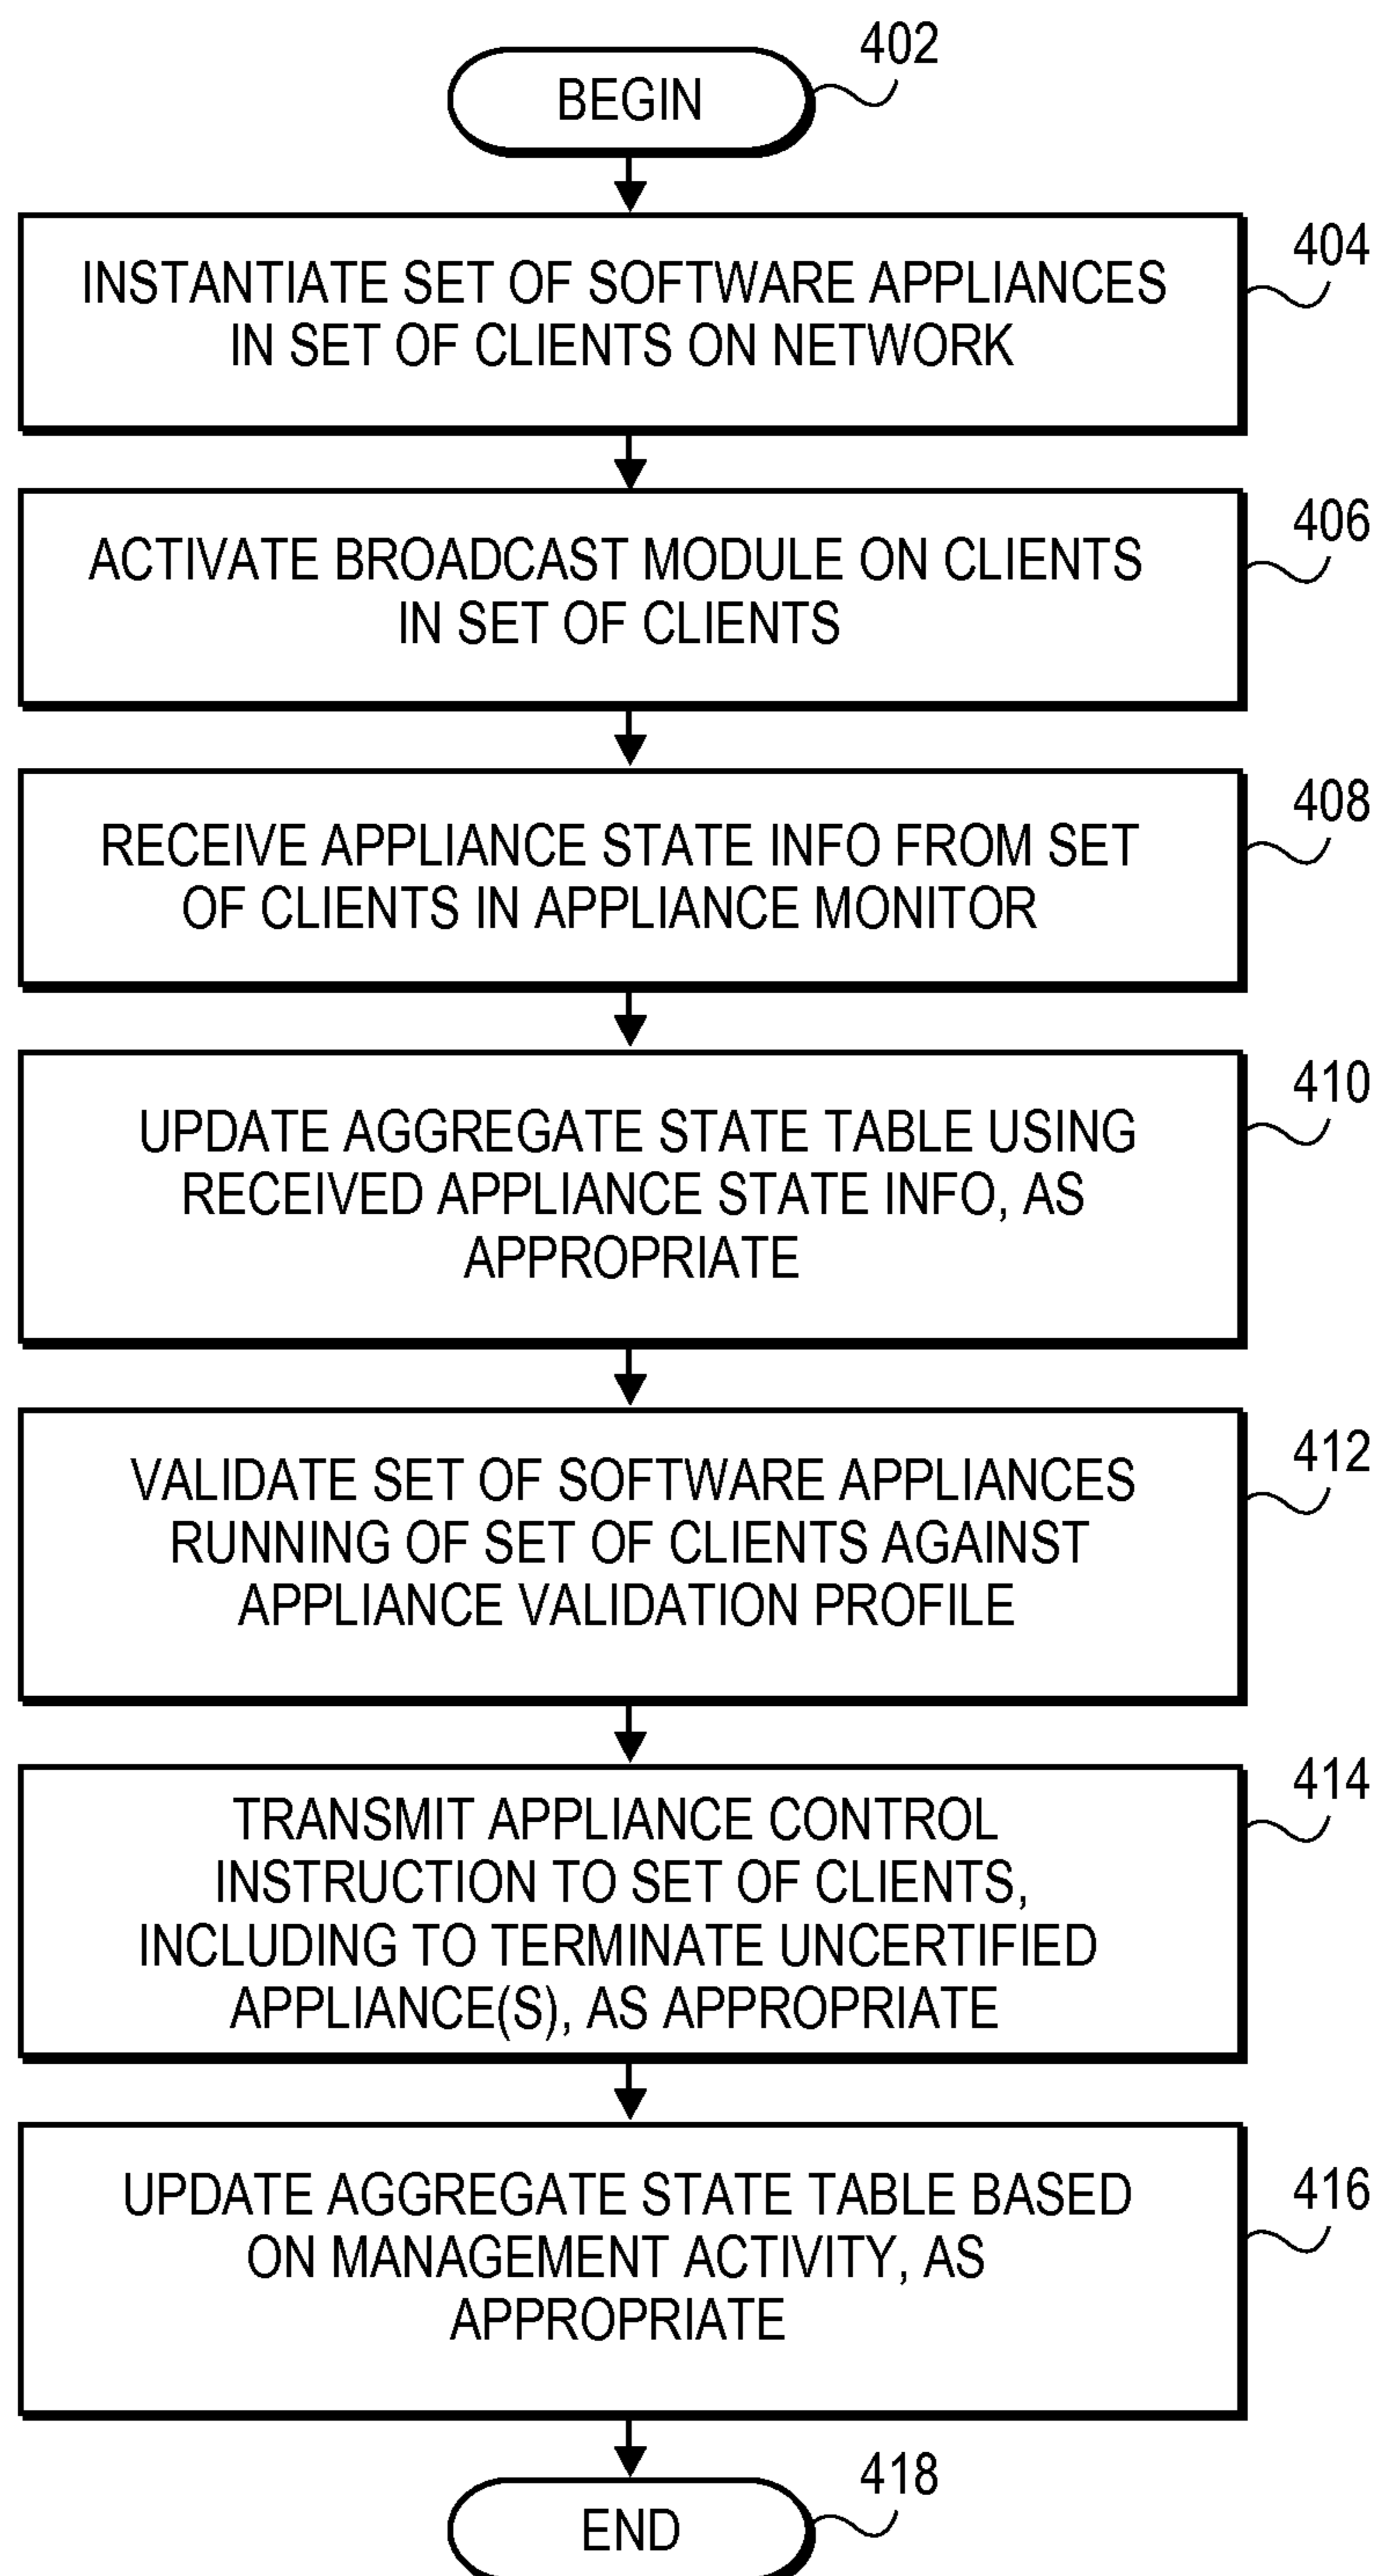 402
BEGIN
404
INSTANTIATE SET OF SOFTWARE APPLIANCES
IN SET OF CLIENTS ON NETWORK
406
ACTIVATE BROADCAST MODULE ON CLIENTS
IN SET OF CLIENTS
408
RECEIVE APPLIANCE STATE INFO FROM SET
OF CLIENTS IN APPLIANCE MONITOR
410
UPDATE AGGREGATE STATE TABLE USING
RECEIVED APPLIANCE STATE INFO, AS
APPROPRIATE
412
VALIDATE SET OF SOFTWARE APPLIANCES
RUNNING OF SET OF CLIENTS AGAINST
APPLIANCE VALIDATION PROFILE
414
TRANSMIT APPLIANCE CONTROL
INSTRUCTION TO SET OF CLIENTS,
INCLUDING TO TERMINATE UNCERTIFIED
APPLIANCE(S), AS APPROPRIATE
416
UPDATE AGGREGATE STATE TABLE BASED
ON MANAGEMENT ACTIVITY, AS
APPROPRIATE
418
END